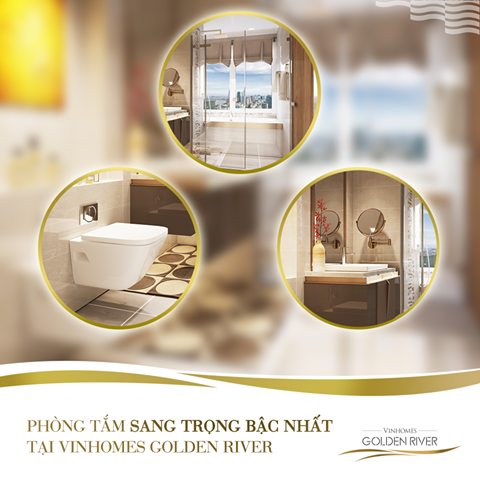 PHÒNG TẮM SANG TRỌNG BẬC NHẤT
TẠI VINHOMES GOLDEN RIVER
VINHOMES
GOLDEN RIVER